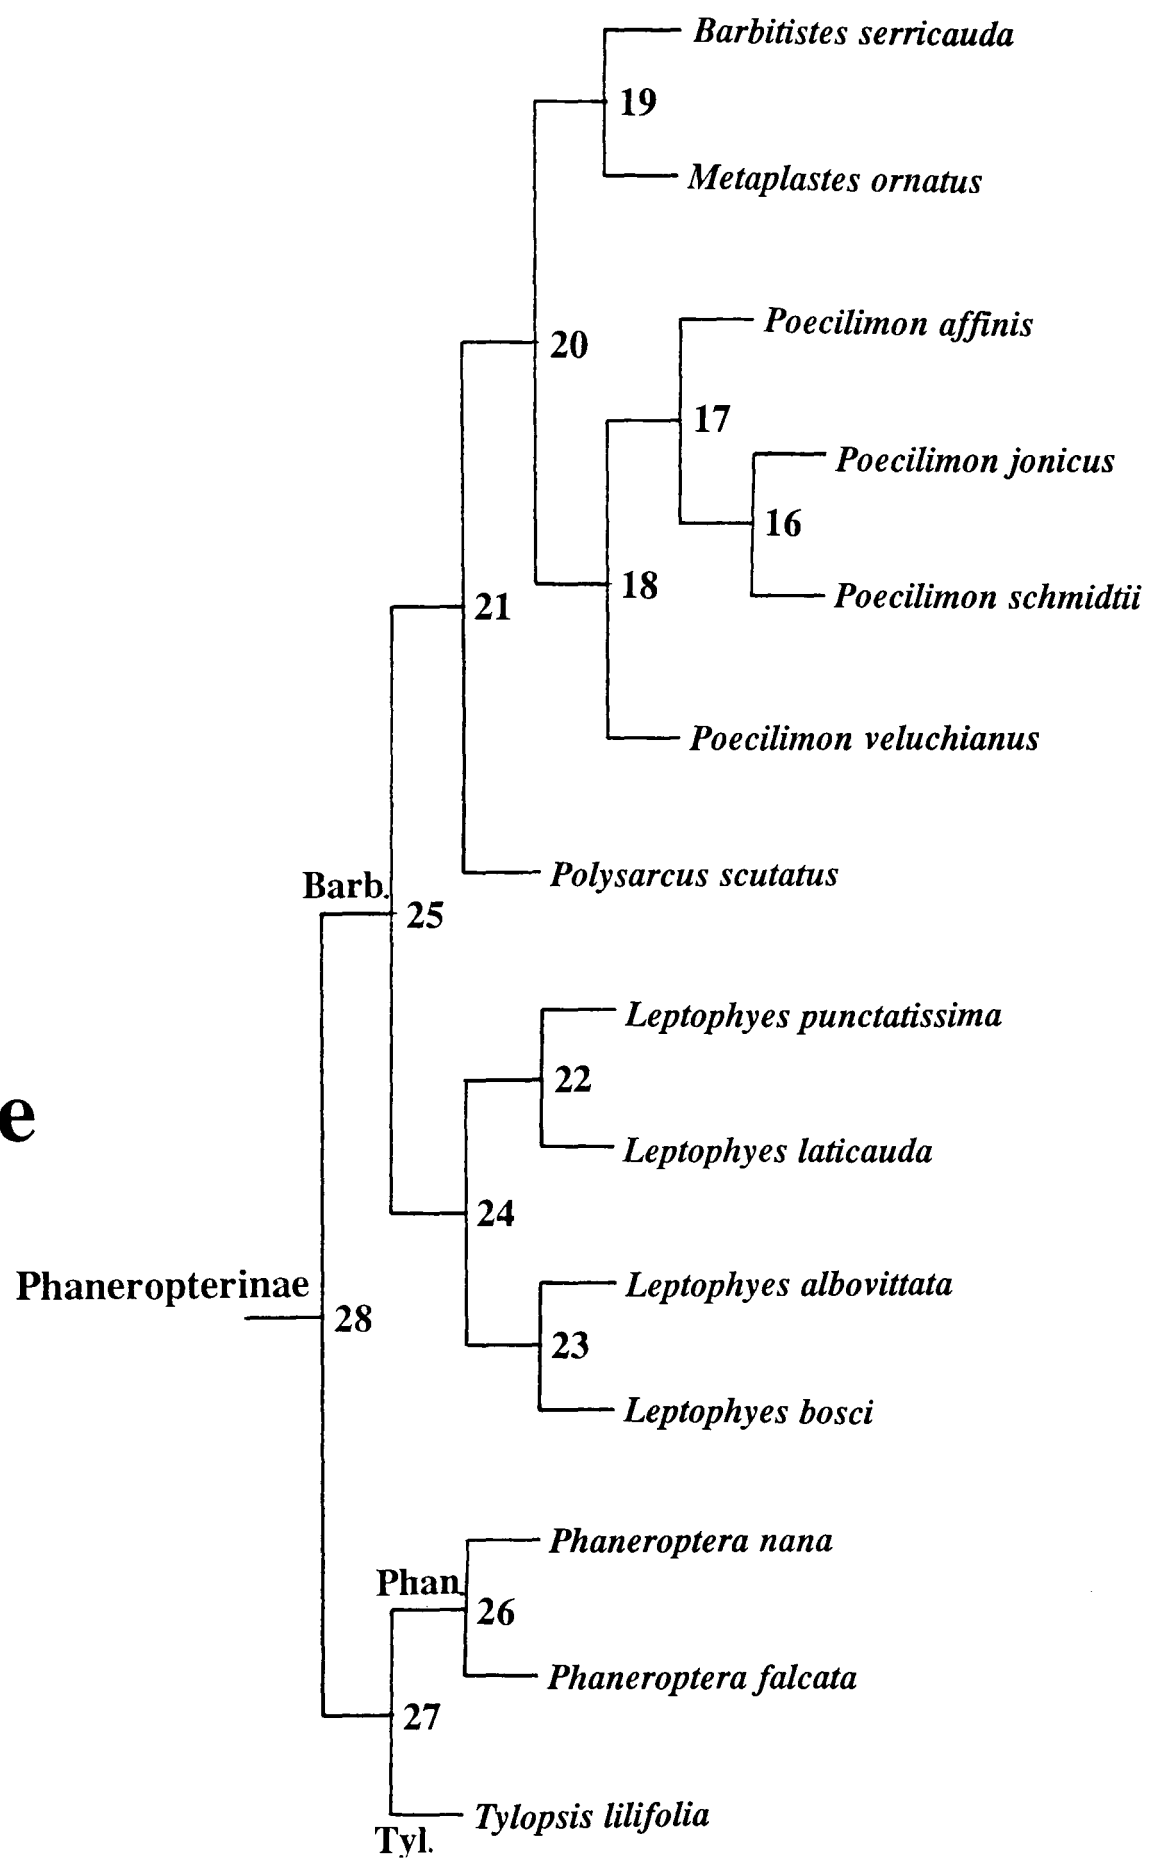 Barbitistes serricauda
19
Metaplastes ornatus
Poecilimon affinis
20
17
Poecilimon jonicus
16
18
Poecilimon schmidtii
21
Poecilimon veluchianus
Polysarcus scutatus
Barb.
25
Leptophyes punctatissima
22
e
Leptophyes laticauda
24
Phaneropterinae
Leptophyes albovittata
28
23
Leptophyes bosci
Phaneroptera nana
Phan.
26
Phaneroptera falcata
27
Tylopsis lilifolia
Tyl.